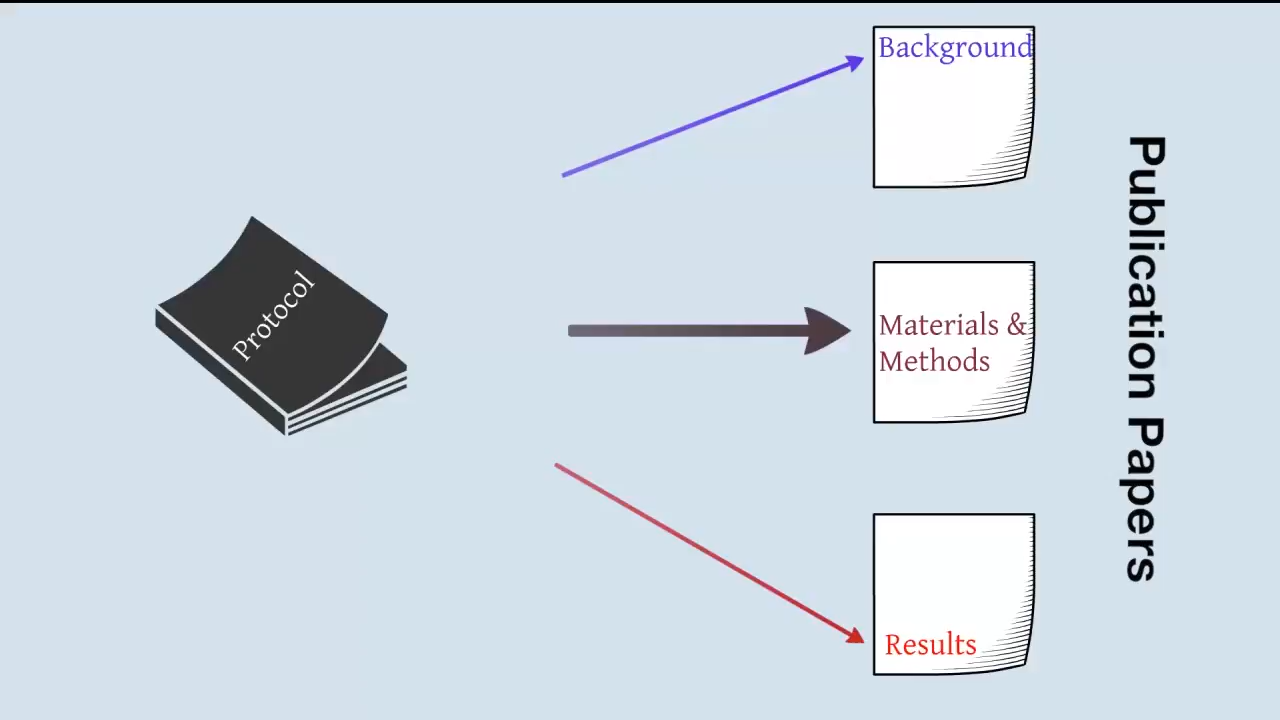 Background
Protocol
Materials &
Methods
Results
Publication Papers